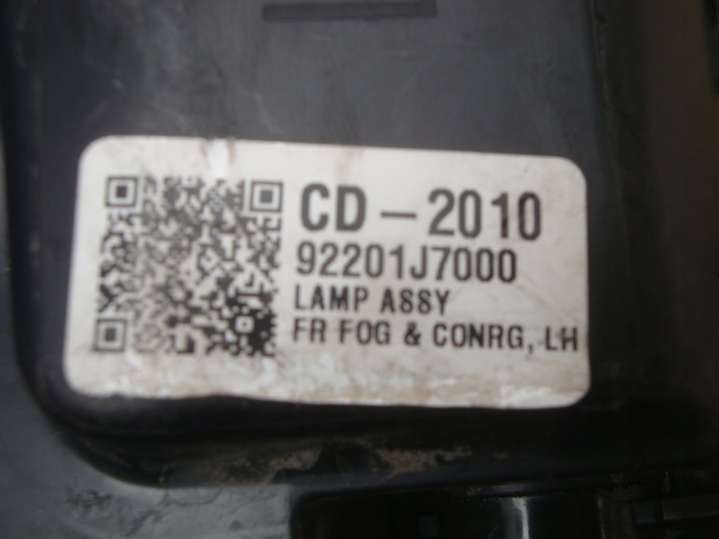 CD-2010
92201J7000
LAMP ASSY
FR FOG & CONRG, LH